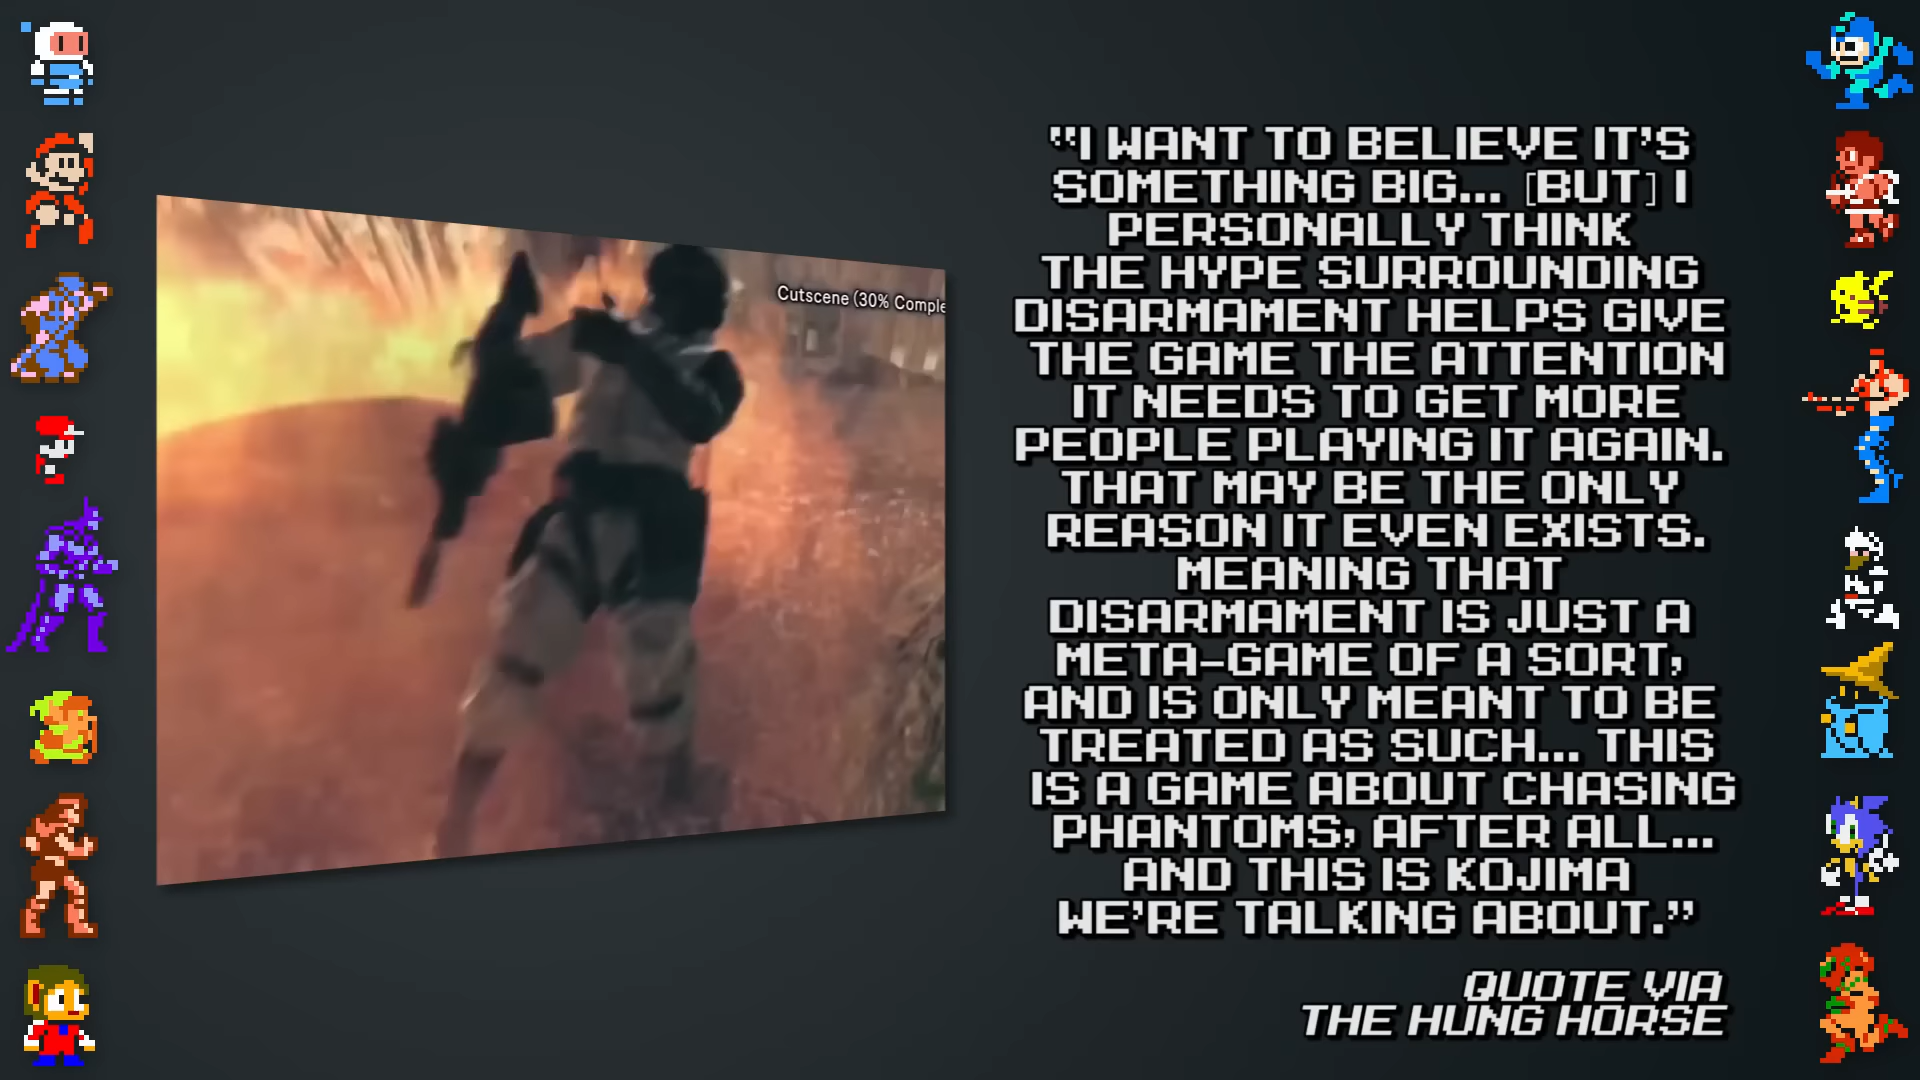 Cutscene (30% Comple
"I WANT TO BELIEVE IT'S
SOMETHING BIG... [BUT] I
PERSONALLY THINK
THE HYPE SURROUNDING
DISARMAMENT HELPS GIVE
THE GAME THE ATTENTION
IT NEEDS TO GET MORE
PEOPLE PLAYING IT AGAIN.
THAT MAY BE THE ONLY
REASON IT EVEN EXISTS.
MEANING THAT
DISARMAMENT IS JUST A
META-GAME OF A SORT,
AND IS ONLY MEANT TO BE
TREATED AS SUCH... THIS
IS A GAME ABOUT CHASING
PHANTOMS, AFTER ALL...
AND THIS IS KOJIMA
WE'RE TALKING ABOUT."
QUOTE VIA
THE HUNG HORSE